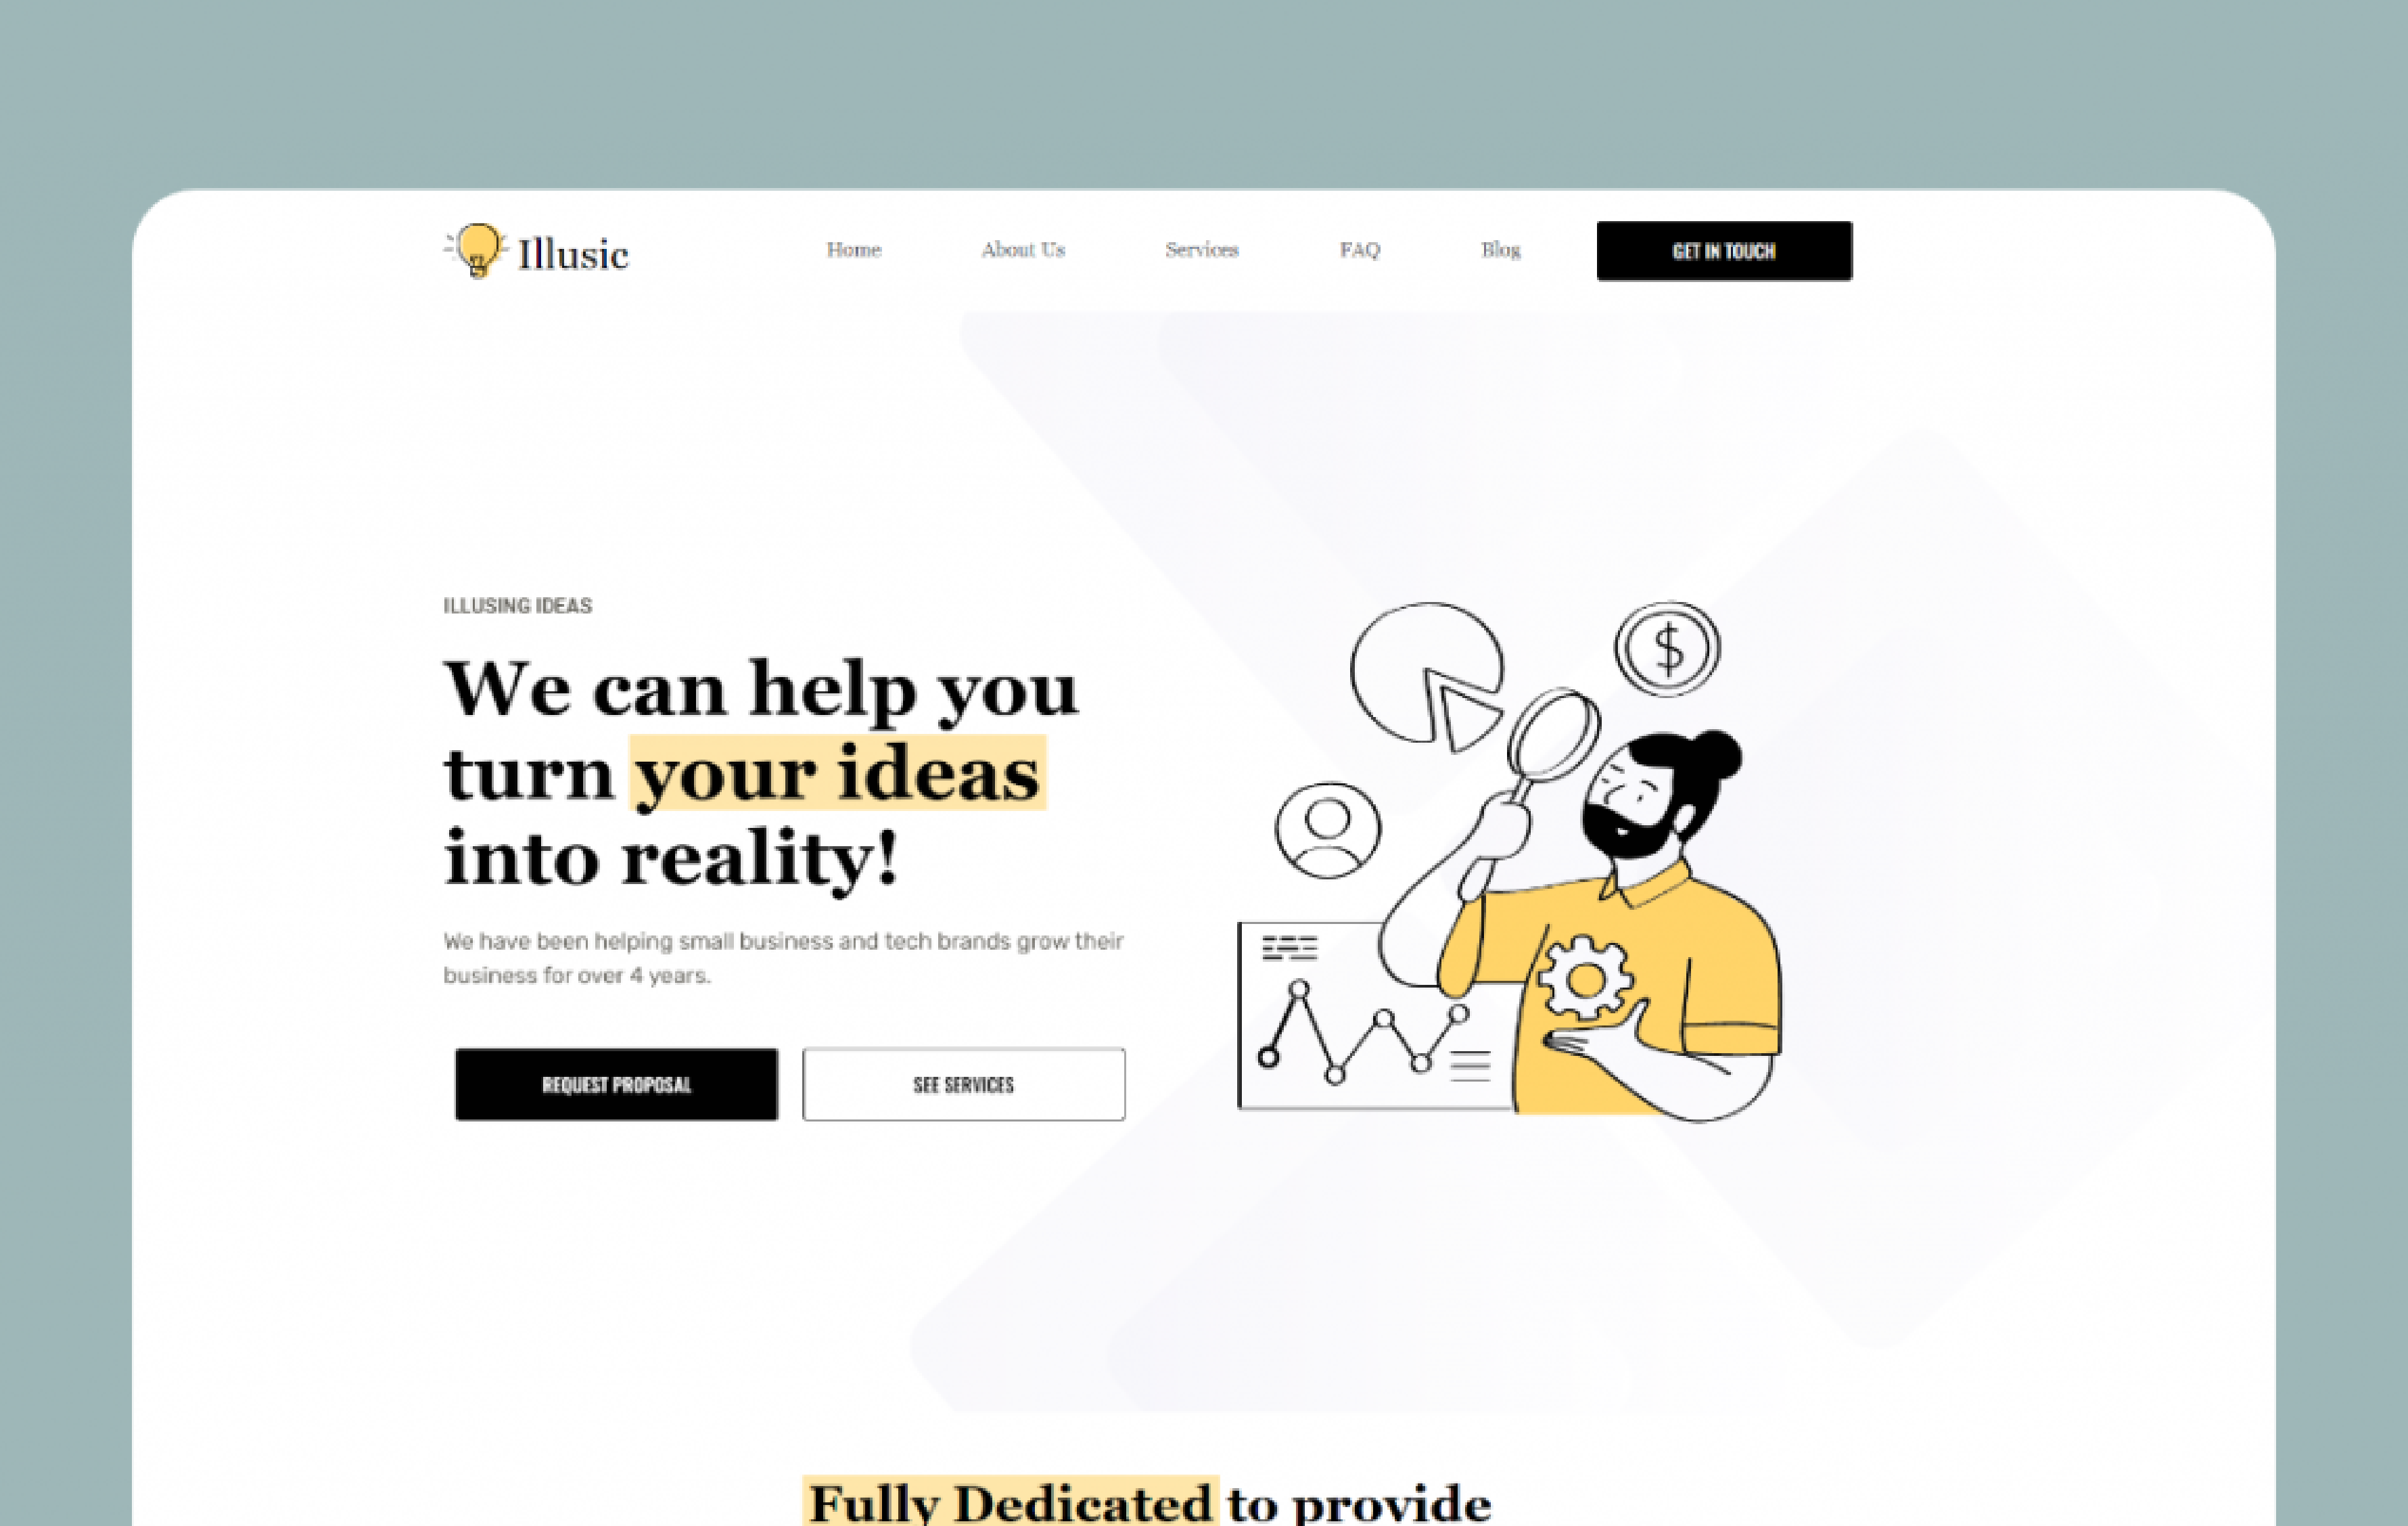 Illusic
Home
About Us
Services
FAQ
Blog
GET IN TOUCH
ILLUSING IDEAS
We can help you
turn your ideas
into reality!
We have been helping small business and tech brands grow their
business for over 4 years.
REQUEST PROPOSAL
SEE SERVICES
$
Fully Dedicated to provide